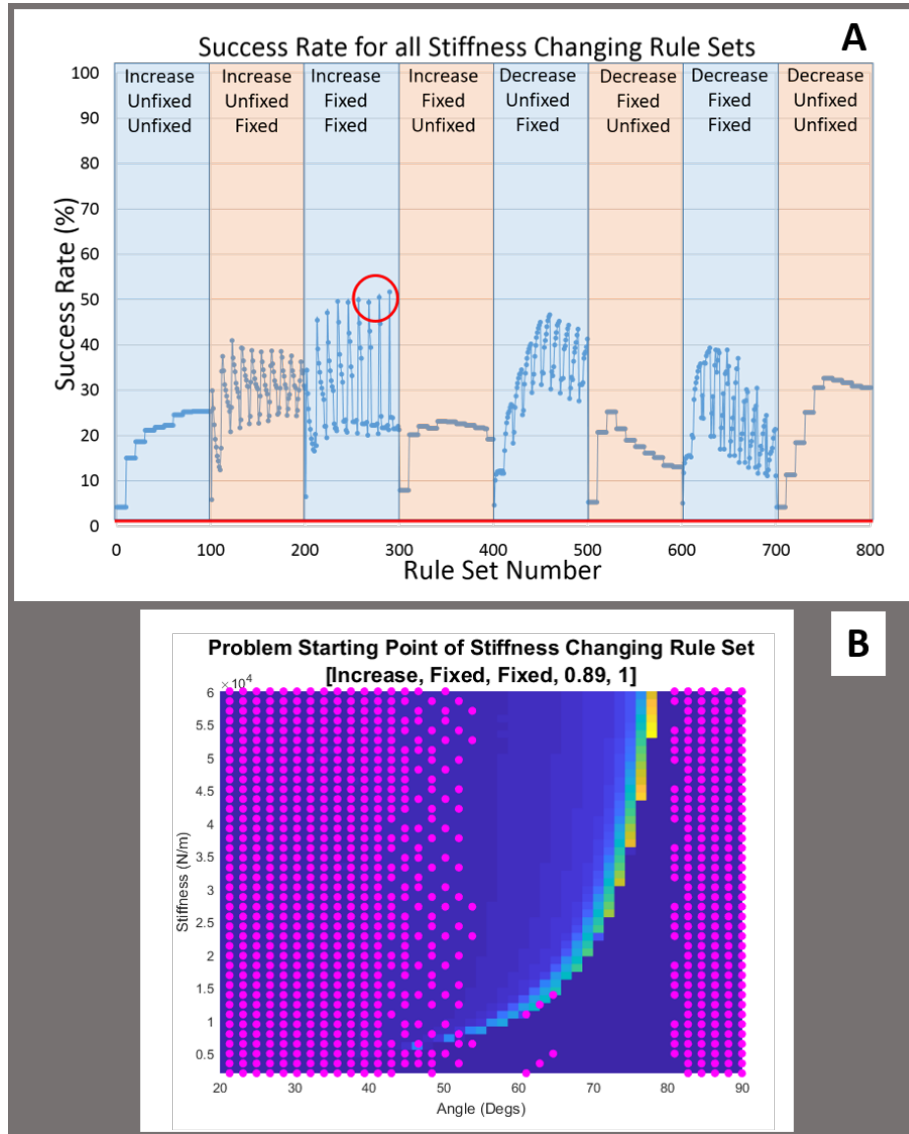 Success Rate for all Stiffness Changing Rule Sets
A
Success Rate (%)
100
90
80
70
60
50
40
30
20
10
0
Increase
Unfixed
Unfixed
Increase
Unfixed
Fixed
Increase
Fixed
Fixed
Increase
Fixed
Unfixed
Decrease
Unfixed
Fixed
Decrease
Fixed
Unfixed
Decrease
Fixed
Fixed
Decrease
Unfixed
Unfixed
0 100 200 300 400 500 600 700 800
Rule Set Number
B
Problem Starting Point of Stiffness Changing Rule Set
[Increase, Fixed, Fixed, 0.89, 1]
×10⁴
Stiffness (N/m)
6
5.5
5
4.5
4
3.5
3
2.5
2
1.5
1
0.5
20 30 40 50 60 70 80 90
Angle (Degs)